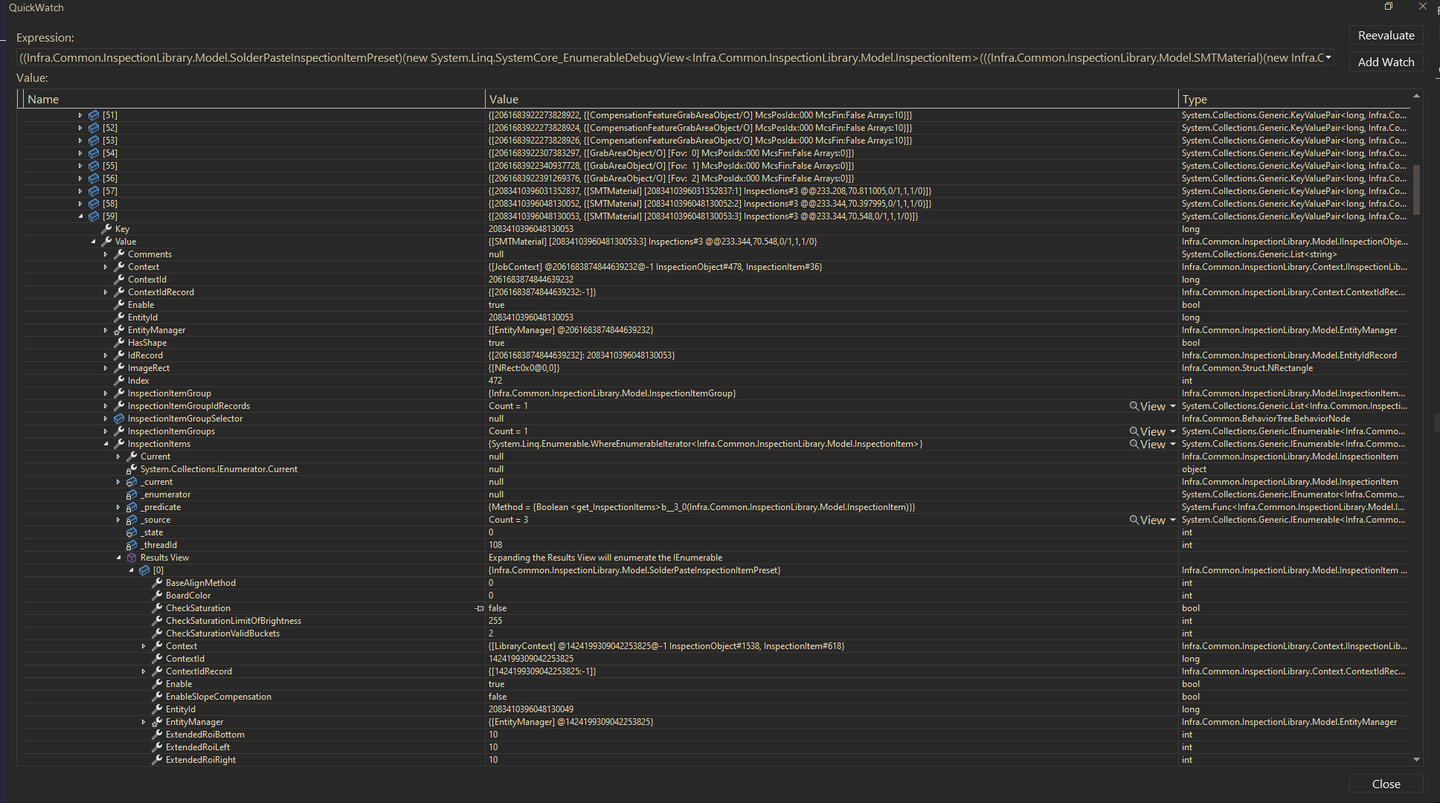 QuickWatch
Expression:
((Infra.Common.InspectionLibrary.Model.SolderPasteInspectionItemPreset)(new System.Linq.SystemCore_EnumerableDebugView<Infra.Common.InspectionLibrary.Model.InspectionItem>(((Infra.Common.InspectionLibrary.Model.SMTMaterial)(new Infra.C
Reevaluate
Add Watch
Value:
Name Value Type
[51] {[2061683922273828922, {[CompensationFeatureGrabAreaObject/O] McsPosIdx:000 McsFin:False Arrays:10}]} System.Collections.Generic.KeyValuePair<long, Infra.Co...
[52] {[2061683922273828924, {[CompensationFeatureGrabAreaObject/O] McsPosIdx:000 McsFin:False Arrays:10}]} System.Collections.Generic.KeyValuePair<long, Infra.Co...
[53] {[2061683922273828926, {[CompensationFeatureGrabAreaObject/O] McsPosIdx:000 McsFin:False Arrays:10}]} System.Collections.Generic.KeyValuePair<long, Infra.Co...
[54] {[2061683922307383297, {[GrabAreaObject/O] [Fov: 0] McsPosIdx:000 McsFin:False Arrays:0}]} System.Collections.Generic.KeyValuePair<long, Infra.Co...
[55] {[2061683922340937728, {[GrabAreaObject/O] [Fov: 1] McsPosIdx:000 McsFin:False Arrays:0}]} System.Collections.Generic.KeyValuePair<long, Infra.Co...
[56] {[2061683922391269376, {[GrabAreaObject/O] [Fov: 2] McsPosIdx:000 McsFin:False Arrays:0}]} System.Collections.Generic.KeyValuePair<long, Infra.Co...
[57] {[2083410396031352837, {[SMTMaterial] [2083410396031352837:1] Inspections#3 @@233.208,70.811005,0/1,1,1/0}]} System.Collections.Generic.KeyValuePair<long, Infra.Co...
[58] {[2083410396048130052, {[SMTMaterial] [2083410396048130052:2] Inspections#3 @@233.344,70.397995,0/1,1,1/0}]} System.Collections.Generic.KeyValuePair<long, Infra.Co...
[59] {[2083410396048130053, {[SMTMaterial] [2083410396048130053:3] Inspections#3 @@233.344,70.548,0/1,1,1/0}]} System.Collections.Generic.KeyValuePair<long, Infra.Co...
Key 2083410396048130053 long
Value {[SMTMaterial] [2083410396048130053:3] Inspections#3 @@233.344,70.548,0/1,1,1/0} Infra.Common.InspectionLibrary.Model.IInspectionObje...
Comments null System.Collections.Generic.List<string>
Context {[JobContext] @2061683874844639232@-1 InspectionObject#478, InspectionItem#36} Infra.Common.InspectionLibrary.Context.IInspectionLib...
ContextId 2061683874844639232 long
ContextIdRecord {[2061683874844639232:-1]} Infra.Common.InspectionLibrary.Context.ContextIdRec...
Enable true bool
EntityId 2083410396048130053 long
EntityManager {[EntityManager] @2061683874844639232} Infra.Common.InspectionLibrary.Model.EntityManager
HasShape true bool
IdRecord {[2061683874844639232]: 2083410396048130053} Infra.Common.InspectionLibrary.Model.EntityIdRecord
ImageRect {[NRect:0x0@0,0]} Infra.Common.Struct.NRectangle
Index 472 int
InspectionItemGroup {Infra.Common.InspectionLibrary.Model.InspectionItemGroup} Infra.Common.InspectionLibrary.Model.InspectionItem...
InspectionItemGroupIdRecords Count = 1 View System.Collections.Generic.List<Infra.Common.Inspecti...
InspectionItemGroupSelector null Infra.Common.BehaviorTree.BehaviorNode
InspectionItemGroups Count = 1 View System.Collections.Generic.IEnumerable<Infra.Commo...
InspectionItems {System.Linq.Enumerable.WhereEnumerableIterator<Infra.Common.InspectionLibrary.Model.InspectionItem>} View System.Collections.Generic.IEnumerable<Infra.Commo...
Current null Infra.Common.InspectionLibrary.Model.InspectionItem
System.Collections.IEnumerator.Current null object
_current null Infra.Common.InspectionLibrary.Model.InspectionItem
_enumerator null System.Collections.Generic.IEnumerator<Infra.Commo...
_predicate {Method = {Boolean <get_InspectionItems>b__3_0(Infra.Common.InspectionLibrary.Model.InspectionItem)}} System.Func<Infra.Common.InspectionLibrary.Model.I...
_source Count = 3 View System.Collections.Generic.IEnumerable<Infra.Commo...
_state 0 int
_threadId 108 int
Results View Expanding the Results View will enumerate the IEnumerable
[0] {Infra.Common.InspectionLibrary.Model.SolderPasteInspectionItemPreset} Infra.Common.InspectionLibrary.Model.InspectionItem ...
BaseAlignMethod 0 int
BoardColor 0 int
CheckSaturation false bool
CheckSaturationLimitOfBrightness 255 int
CheckSaturationValidBuckets 2 int
Context {[LibraryContext] @1424199309042253825@-1 InspectionObject#1538, InspectionItem#618} Infra.Common.InspectionLibrary.Context.IInspectionLib...
ContextId 1424199309042253825 long
ContextIdRecord {[1424199309042253825:-1]} Infra.Common.InspectionLibrary.Context.ContextIdRec...
Enable true bool
EnableSlopeCompensation false bool
EntityId 2083410396048130049 long
EntityManager {[EntityManager] @1424199309042253825} Infra.Common.InspectionLibrary.Model.EntityManager
ExtendedRoiBottom 10 int
ExtendedRoiLeft 10 int
ExtendedRoiRight 10 int
Close